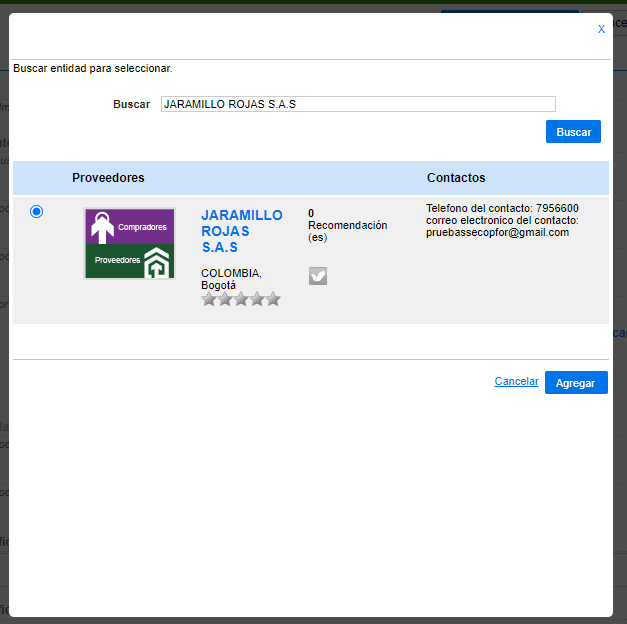 X
Buscar entidad para seleccionar.
Buscar JARAMILLO ROJAS S.A.S
Buscar
Proveedores Contactos
Compradores
Proveedores
JARAMILLO
ROJAS
S.A.S
COLOMBIA,
Bogotá
0
Recomendación
(es)
Telefono del contacto: 7956600
correo electronico del contacto:
pruebassecopfor@gmail.com
Cancelar Agregar